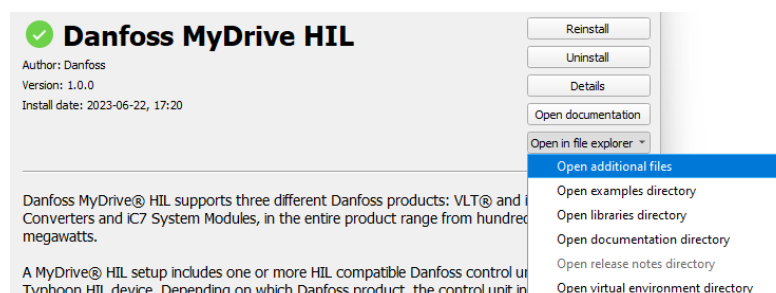 Danfoss MyDrive HIL
Author: Danfoss
Version: 1.0.0
Install date: 2023-06-22, 17:20
Reinstall
Uninstall
Details
Open documentation
Open in file explorer
Open additional files
Open examples directory
Open libraries directory
Open documentation directory
Open release notes directory
Open virtual environment directory
Danfoss MyDrive® HIL supports three different Danfoss products: VLT® and
Converters and iC7 System Modules, in the entire product range from
megawatts.
A MyDrive® HIL setup includes one or more HIL compatible Danfoss control
Typhoon HIL device. Depending on which Danfoss product, the control unit in